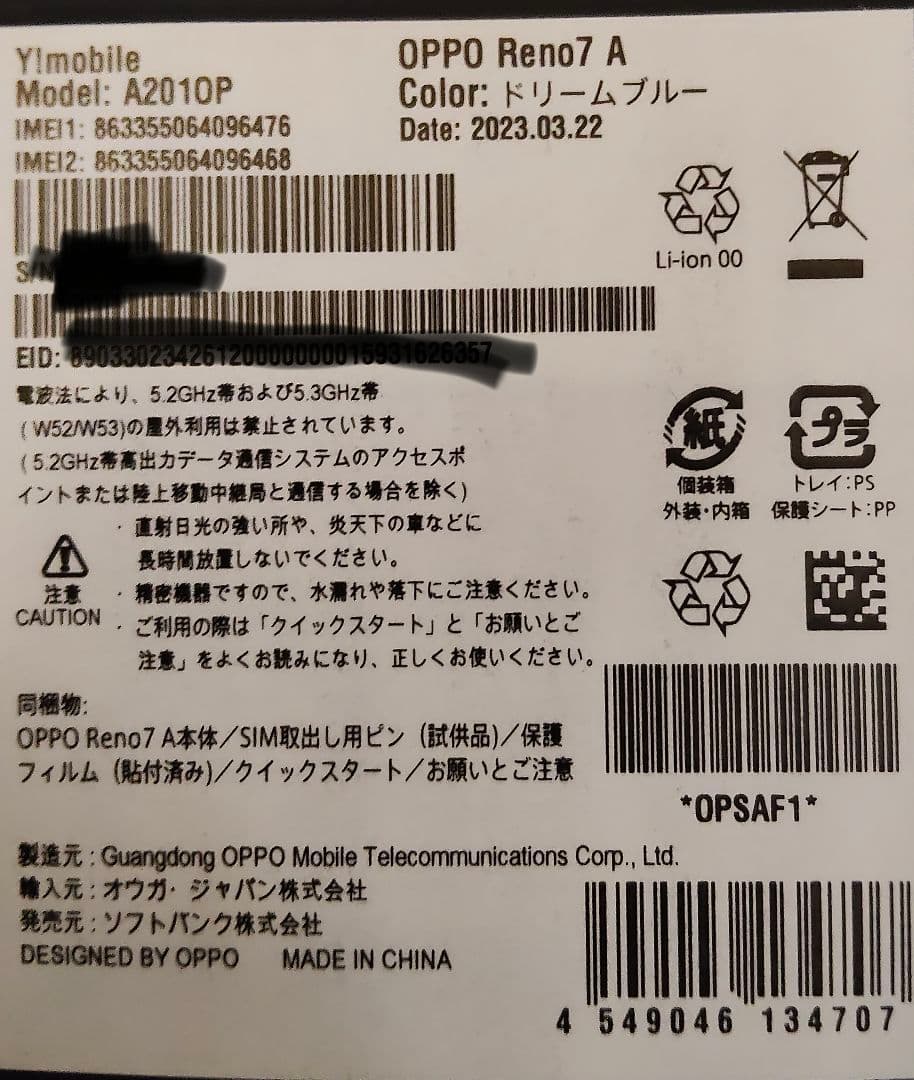 Y!mobile
Model: A201OP
IMEI1: 863355064096476
IMEI2: 863355064096468
OPPO Reno7 A
Color: ドリームブルー
Date: 2023.03.22
Li-ion 00
S/N
EID:
電波法により、5.2GHz帯および5.3GHz帯
(W52/W53)の屋外利用は禁止されています。
(5.2GHz帯高出力データ通信システムのアクセスポ
イントまたは陸上移動中継局と通信する場合を除く)
注意
CAUTION
・直射日光の強い所や、炎天下の車などに
長時間放置しないでください。
・精密機器ですので、水漏れや落下にご注意ください。
・ご利用の際は「クイックスタート」と「お願いとご
注意」をよくお読みになり、正しくお使いください。
紙
個装箱
外装・内箱
プラ
トレイ:PS
保護シート:PP
同梱物:
OPPO Reno7 A本体／SIM取出し用ピン（試供品)／保護
フィルム（貼付済み)／クイックスタート／お願いとご注意
*OPSAF1*
製造元:Guangdong OPPO Mobile Telecommunications Corp., Ltd.
輸入元:オウガ・ジャパン株式会社
発売元:ソフトバンク株式会社
DESIGNED BY OPPO MADE IN CHINA
4 549046 134707